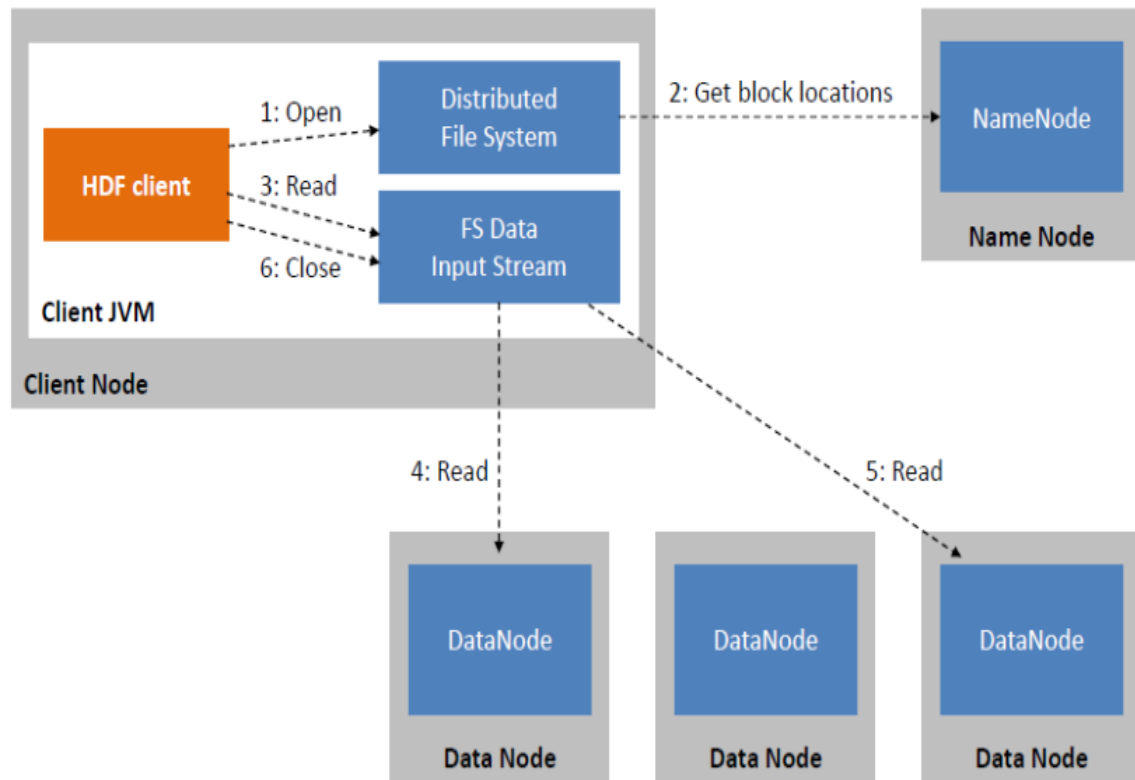 1: Open
Distributed
File System
2: Get block locations
NameNode
HDF client
3: Read
FS Data
Input Stream
6: Close
Name Node
Client JVM
Client Node
4: Read
5: Read
DataNode
DataNode
DataNode
Data Node
Data Node
Data Node